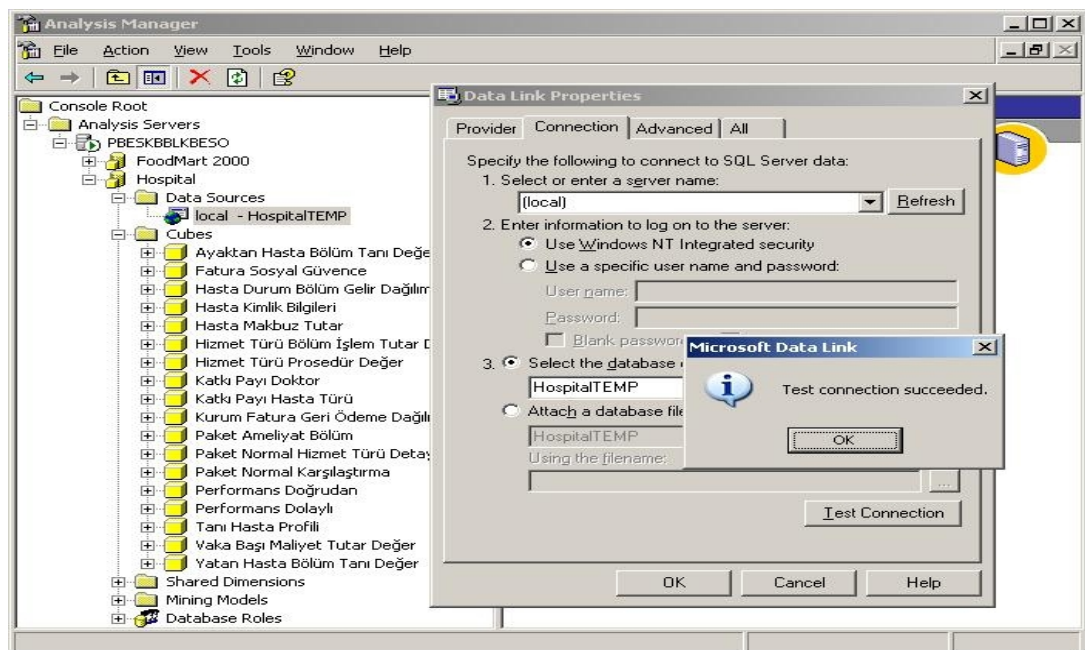 Analysis Manager
File Action View Tools Window Help
Console Root
Analysis Servers
PBESKBBLKBESO
FoodMart 2000
Hospital
Data Sources
local - HospitalTEMP
Cubes
Ayaktan Hasta Bölüm Tanı Değe
Fatura Sosyal Güvence
Hasta Durum Bölüm Gelir Dağılım
Hasta Kimlik Bilgileri
Hasta Makbuz Tutar
Hizmet Türü Bölüm İşlem Tutar D
Hizmet Türü Prosedür Değer
Katkı Payı Doktor
Katkı Payı Hasta Türü
Kurum Fatura Geri Ödeme Dağılı
Paket Ameliyat Bölüm
Paket Normal Hizmet Türü Detay
Paket Normal Karşılaştırma
Performans Doğrudan
Performans Dolaylı
Tanı Hasta Profili
Vaka Başı Maliyet Tutar Değer
Yatan Hasta Bölüm Tanı Değer
Shared Dimensions
Mining Models
Database Roles
Data Link Properties
Provider Connection Advanced All
Specify the following to connect to SQL Server data:
1. Select or enter a server name:
(local) Refresh
2. Enter information to log on to the server:
Use Windows NT Integrated security
Use a specific user name and password:
User name:
Password:
Blank password
3. Select the database
HospitalTEMP
Attach a database file
HospitalTEMP
Using the filename:
...
Test Connection
OK Cancel Help
Microsoft Data Link
Test connection succeeded.
OK